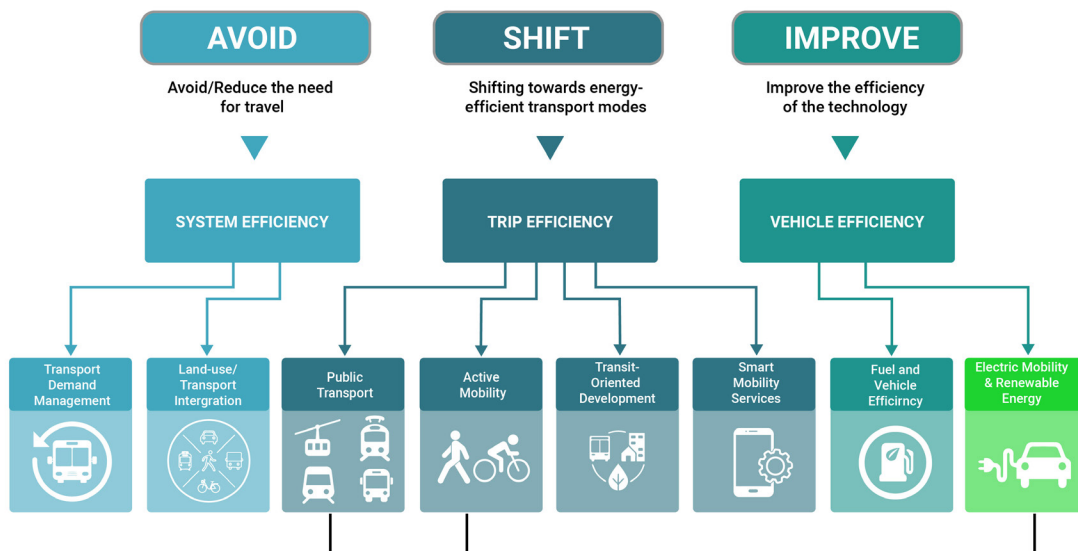 AVOID
SHIFT
IMPROVE
Avoid/Reduce the need
for travel
Shifting towards energy-
efficient transport modes
Improve the efficiency
of the technology
SYSTEM EFFICIENCY
TRIP EFFICIENCY
VEHICLE EFFICIENCY
Transport
Demand
Management
Land-use/
Transport
Intergration
Public
Transport
Active
Mobility
Transit-
Oriented
Development
Smart
Mobility
Services
Fuel and
Vehicle
Efficirncy
Electric Mobility
& Renewable
Energy